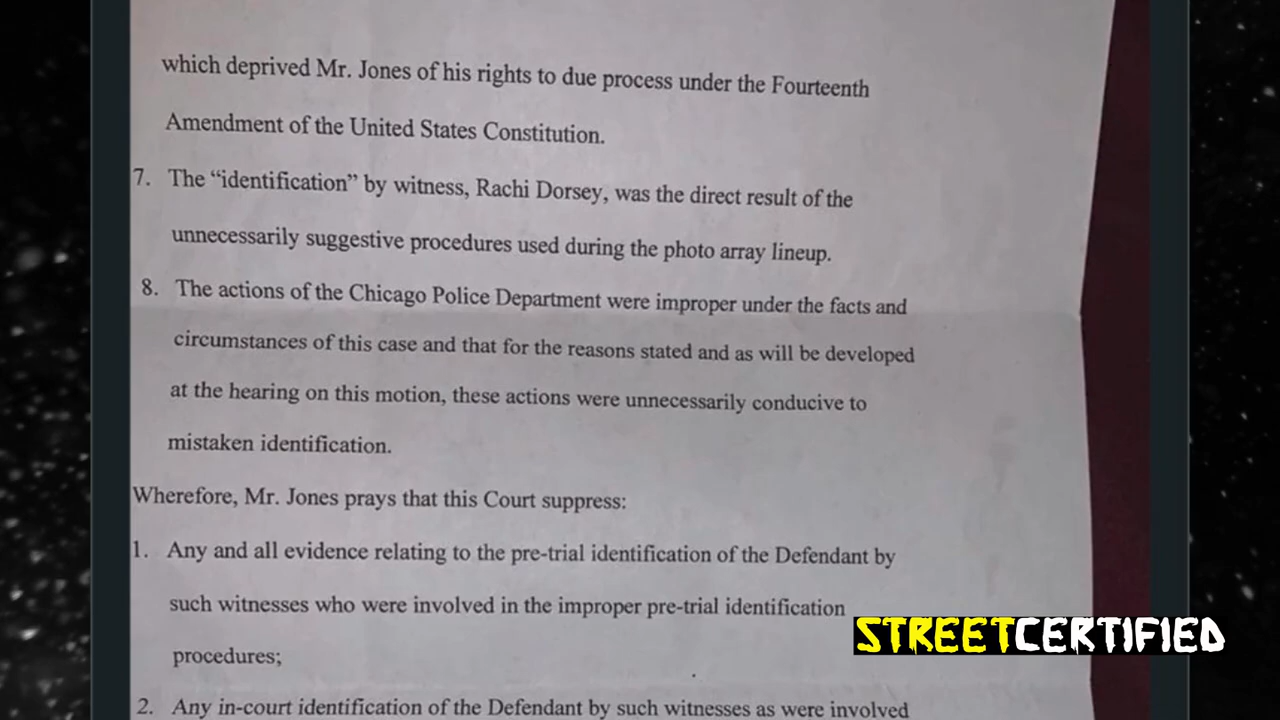 which deprived Mr. Jones of his rights to due process under the Fourteenth
Amendment of the United States Constitution.
7. The “identification” by witness, Rachi Dorsey, was the direct result of the
unnecessarily suggestive procedures used during the photo array lineup.
8. The actions of the Chicago Police Department were improper under the facts and
circumstances of this case and that for the reasons stated and as will be developed
at the hearing on this motion, these actions were unnecessarily conducive to
mistaken identification.
Wherefore, Mr. Jones prays that this Court suppress:
1. Any and all evidence relating to the pre-trial identification of the Defendant by
such witnesses who were involved in the improper pre-trial identification
procedures;
2. Any in-court identification of the Defendant by such witnesses as were involved
STREETCERTIFIED